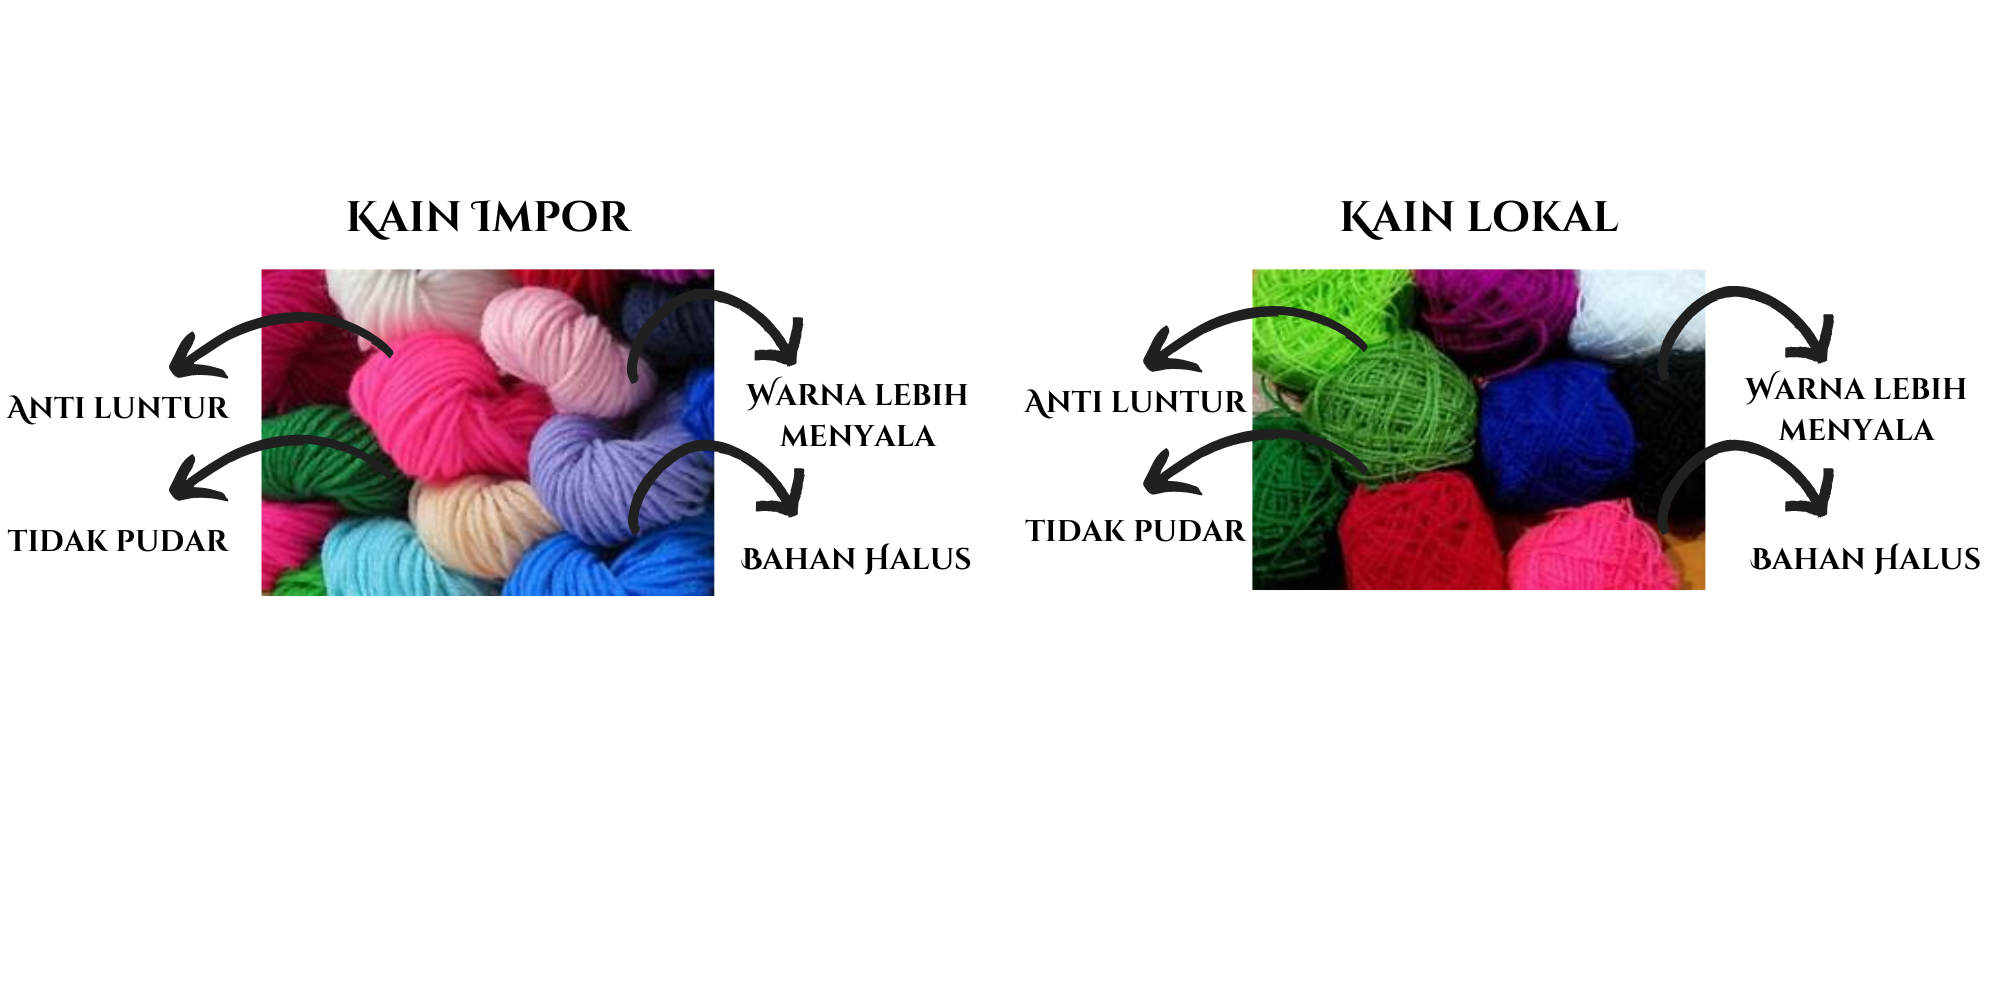 Kain Impor
Anti luntur
tidak pudar
Warna lebih
menyala
Bahan Halus
Kain lokal
Anti luntur
tidak pudar
Warna lebih
menyala
Bahan Halus